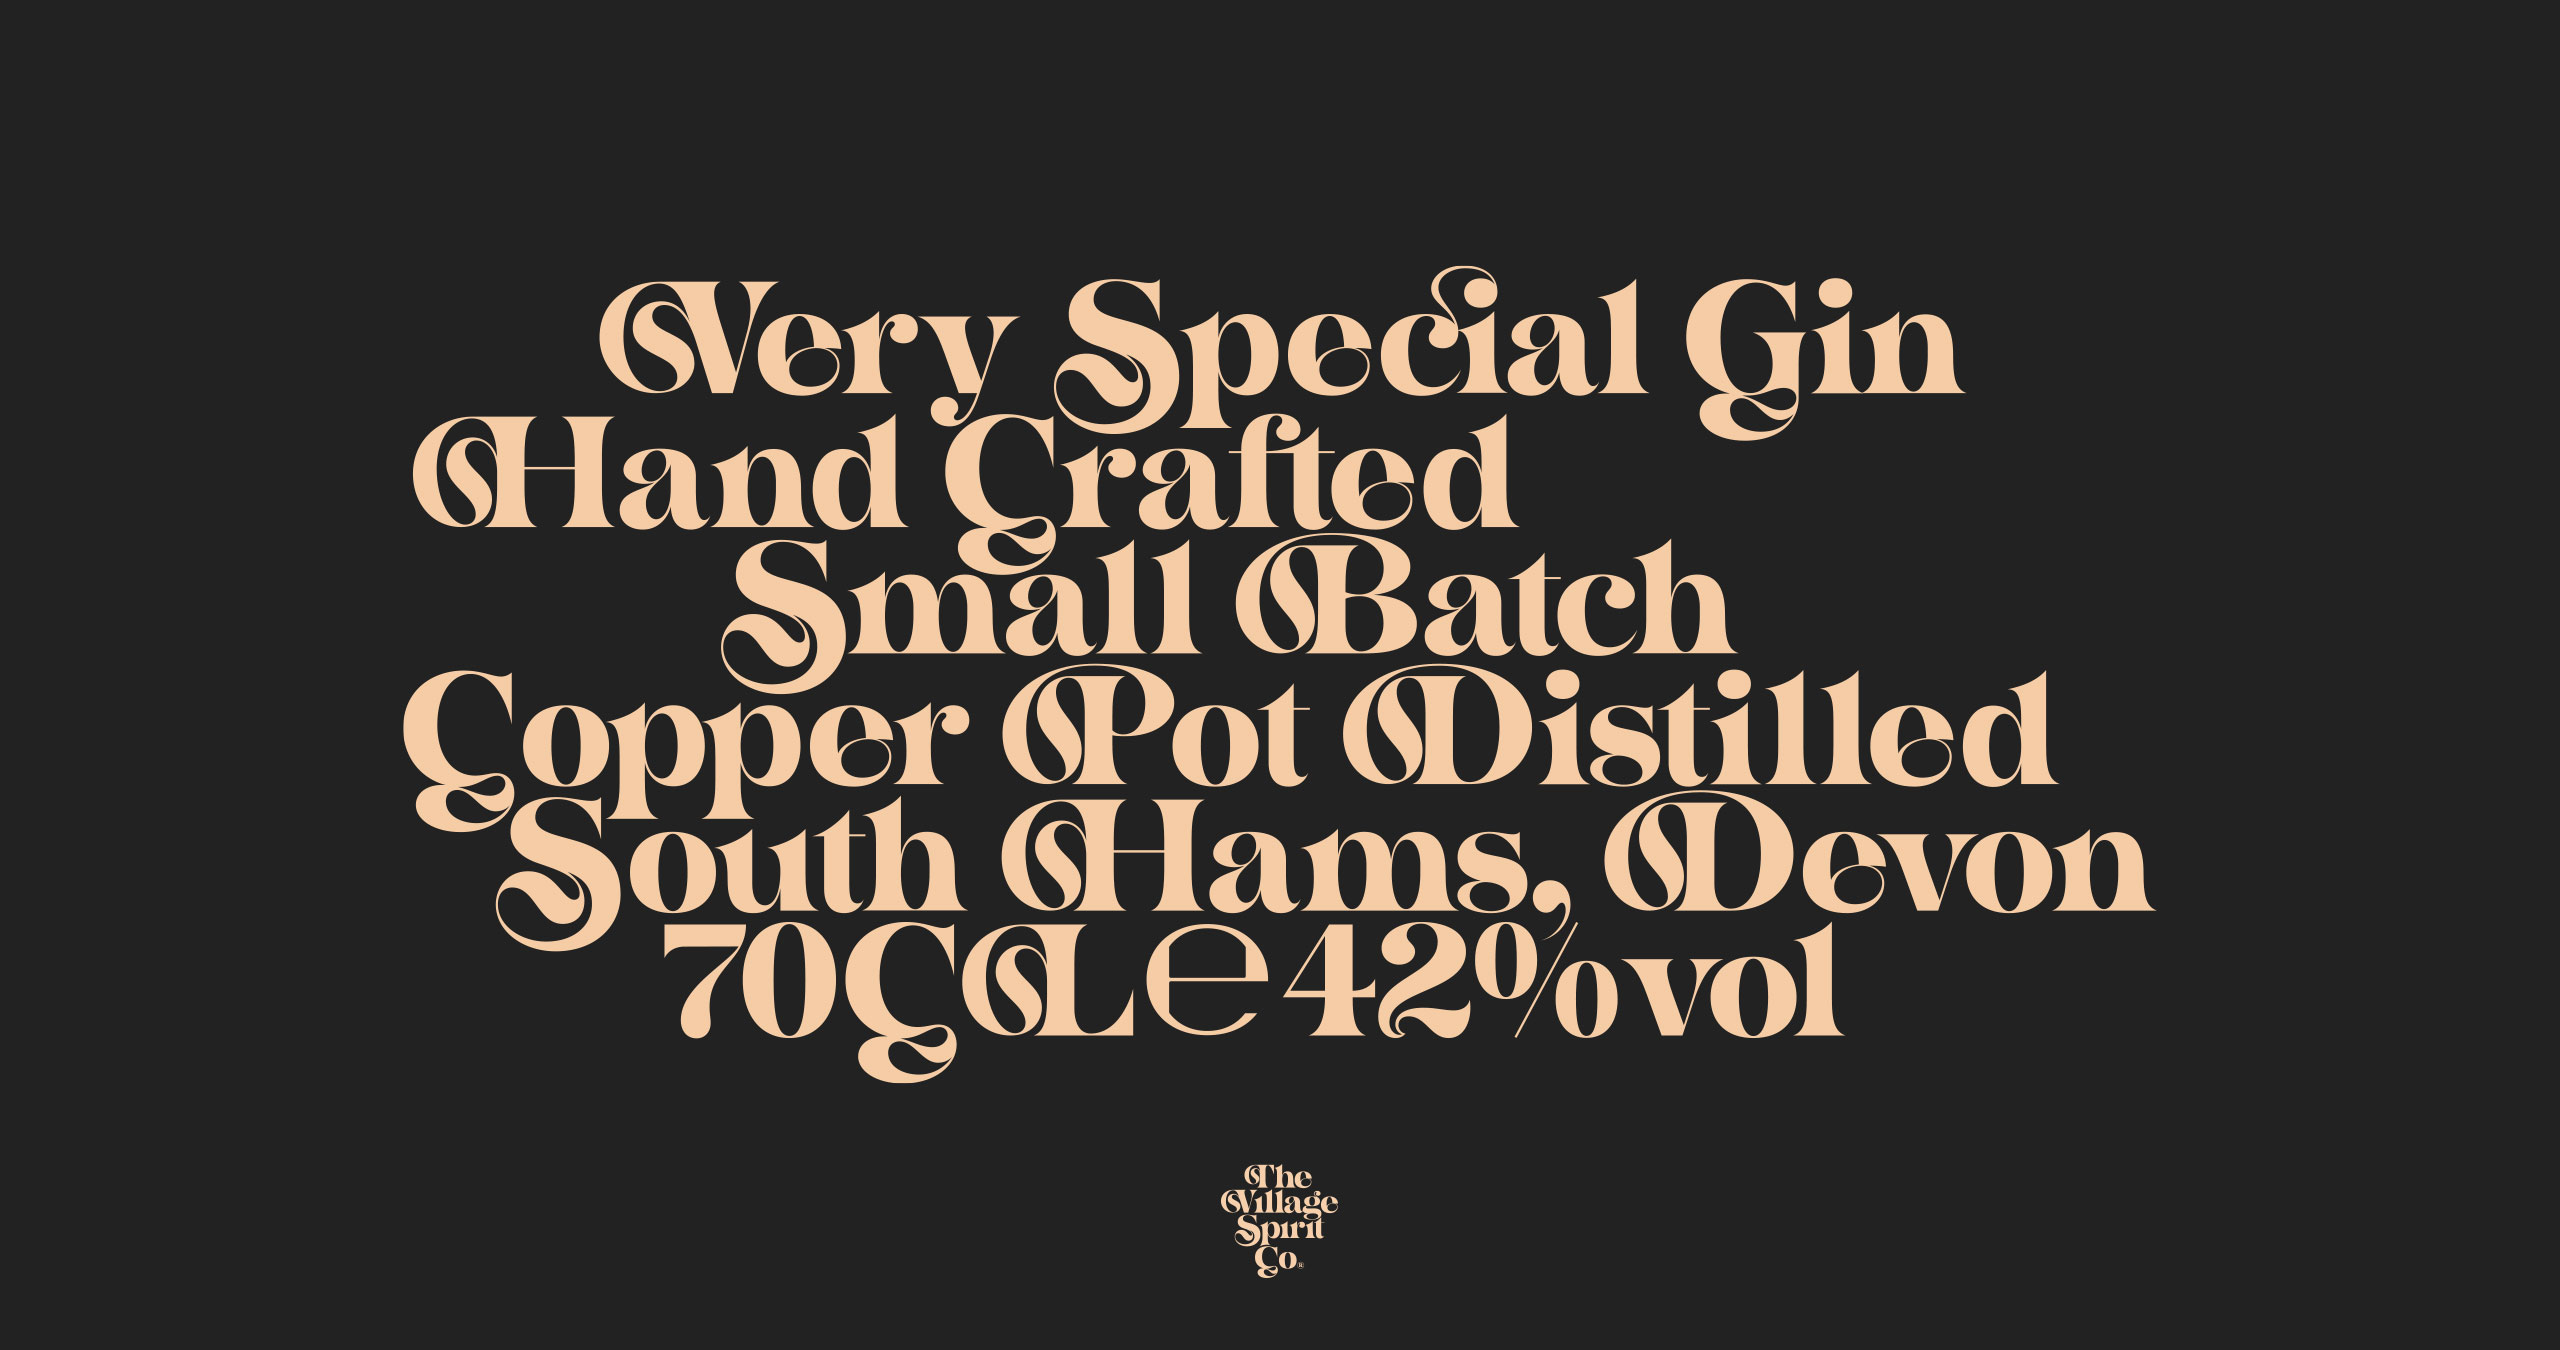 Very Special Gin
Hand Crafted
Small Batch
Copper Pot Distilled
South Hams, Devon
70CL ℮ 42% vol
The
Village
Spirit
Co.®